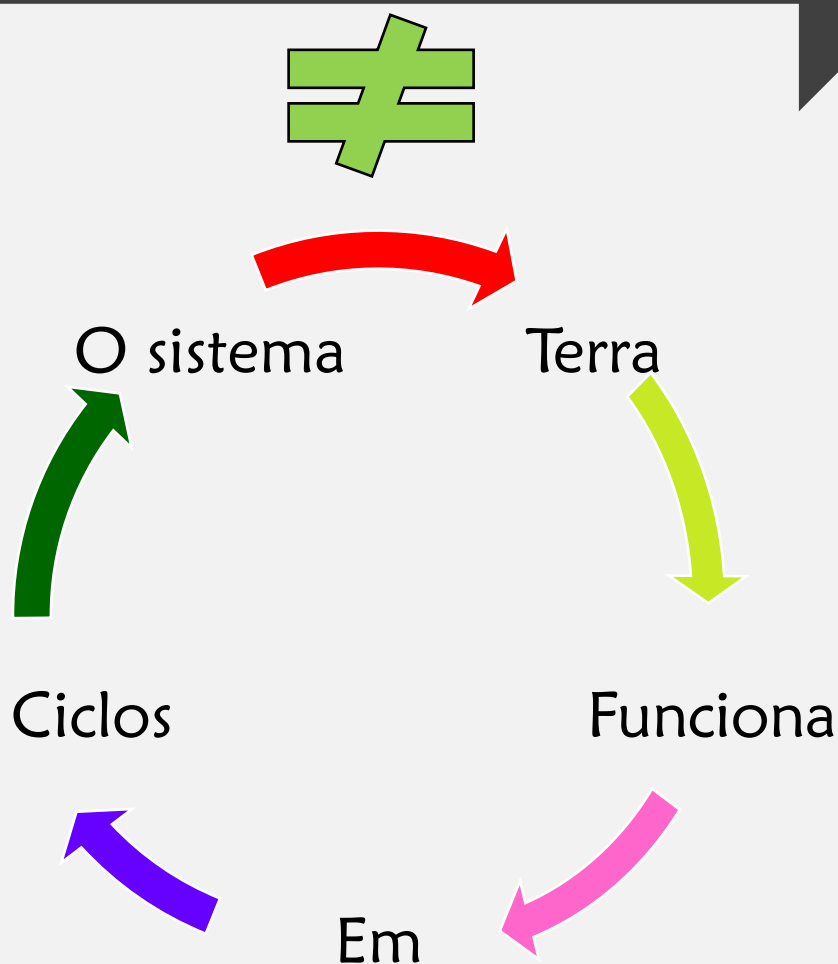 ≠
O sistema
Terra
Funciona
Em
Ciclos